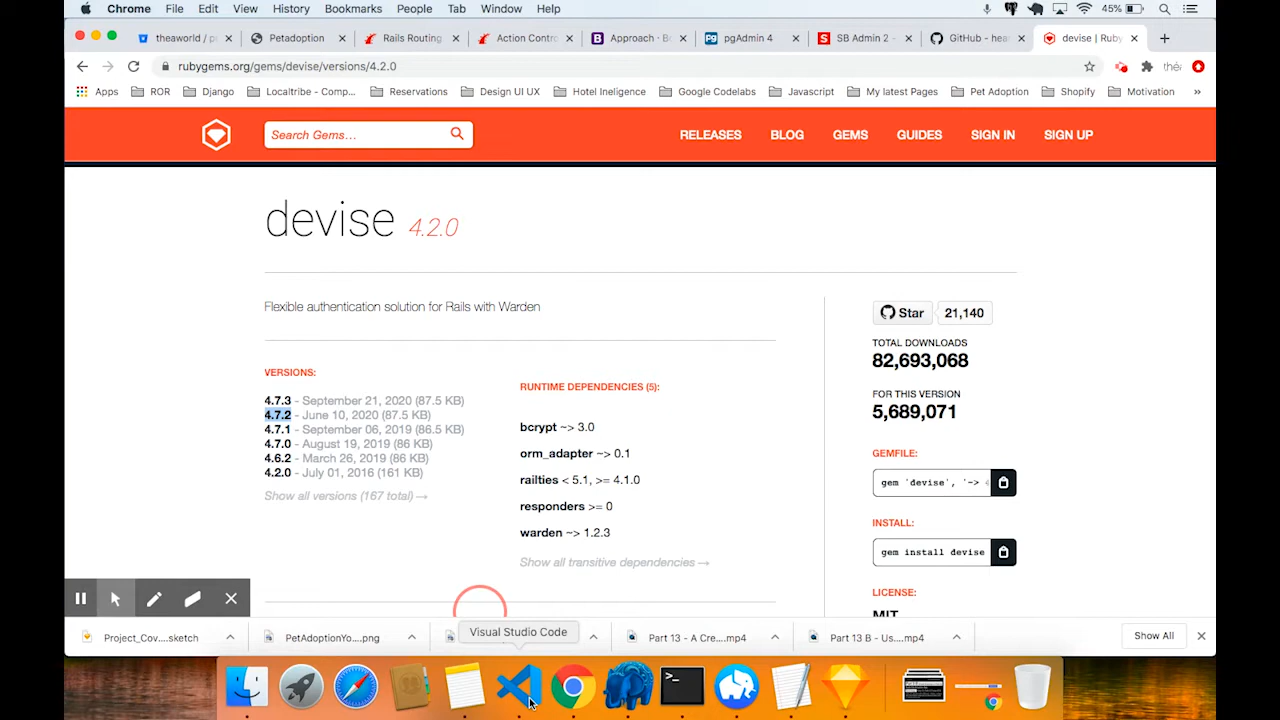 Chrome File Edit View History Bookmarks People Tab Window Help 45%
theaworld / p Petadoption Rails Routing Action Contro B Approach · Bo pgAdmin 4 S SB Admin 2 – GitHub - hear devise | Ruby
rubygems.org/gems/devise/versions/4.2.0
Apps ROR Django Localtribe - Comp... Reservations Design UI UX Hotel Ineligence Google Codelabs Javascript My latest Pages Pet Adoption Shopify Motivation »
Search Gems... RELEASES BLOG GEMS GUIDES SIGN IN SIGN UP
devise 4.2.0
Flexible authentication solution for Rails with Warden
VERSIONS:
4.7.3 - September 21, 2020 (87.5 KB)
4.7.2 - June 10, 2020 (87.5 KB)
4.7.1 - September 06, 2019 (86.5 KB)
4.7.0 - August 19, 2019 (86 KB)
4.6.2 - March 26, 2019 (86 KB)
4.2.0 - July 01, 2016 (161 KB)
Show all versions (167 total) →
RUNTIME DEPENDENCIES (5):
bcrypt ~> 3.0
orm_adapter ~> 0.1
railties < 5.1, >= 4.1.0
responders >= 0
warden ~> 1.2.3
Show all transitive dependencies →
Star 21,140
TOTAL DOWNLOADS
82,693,068
FOR THIS VERSION
5,689,071
GEMFILE:
gem 'devise', '~>
INSTALL:
gem install devise
LICENSE:
MIT
Visual Studio Code
Project_Cov....sketch PetAdoptionYo....png Part 13 - A Cre....mp4 Part 13 B - Us....mp4 Show All